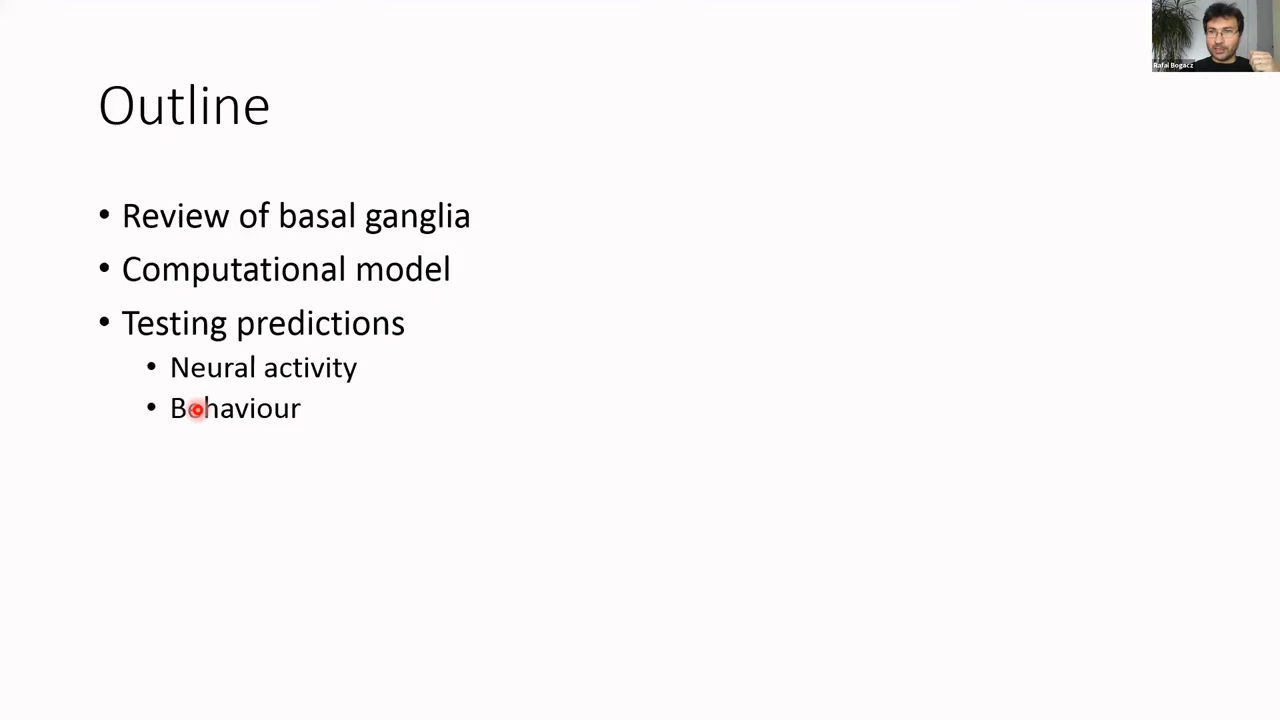 Rafal Bogacz
Outline
• Review of basal ganglia
• Computational model
• Testing predictions
• Neural activity
• Behaviour